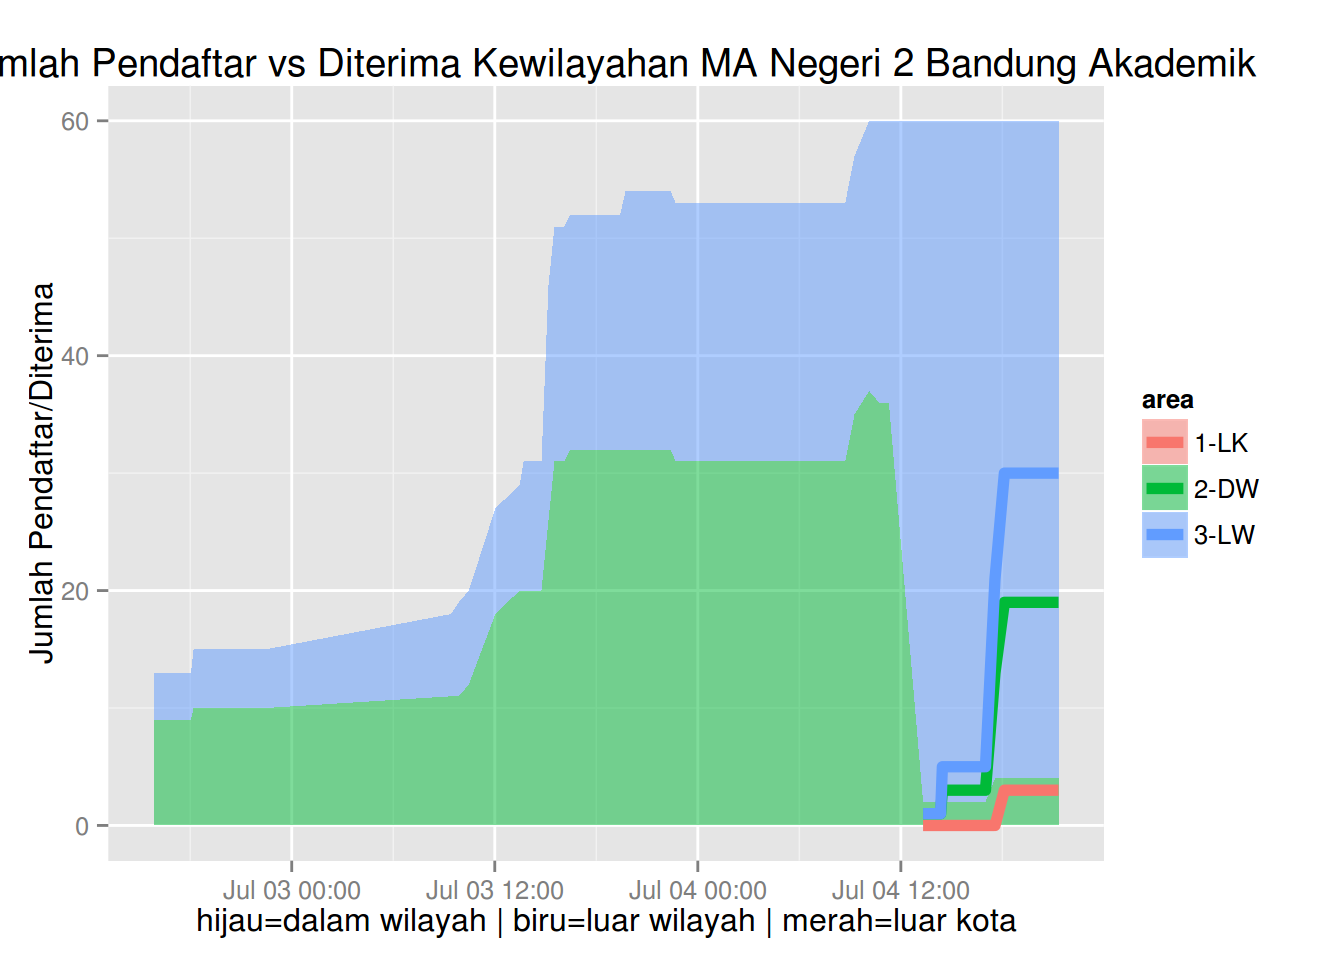 mlah Pendaftar vs Diterima Kewilayahan MA Negeri 2 Bandung Akademik
Jumlah Pendaftar/Diterima
60
40
20
0
Jul 03 00:00
Jul 03 12:00
Jul 04 00:00
Jul 04 12:00
hijau=dalam wilayah | biru=luar wilayah | merah=luar kota
area
1-LK
2-DW
3-LW